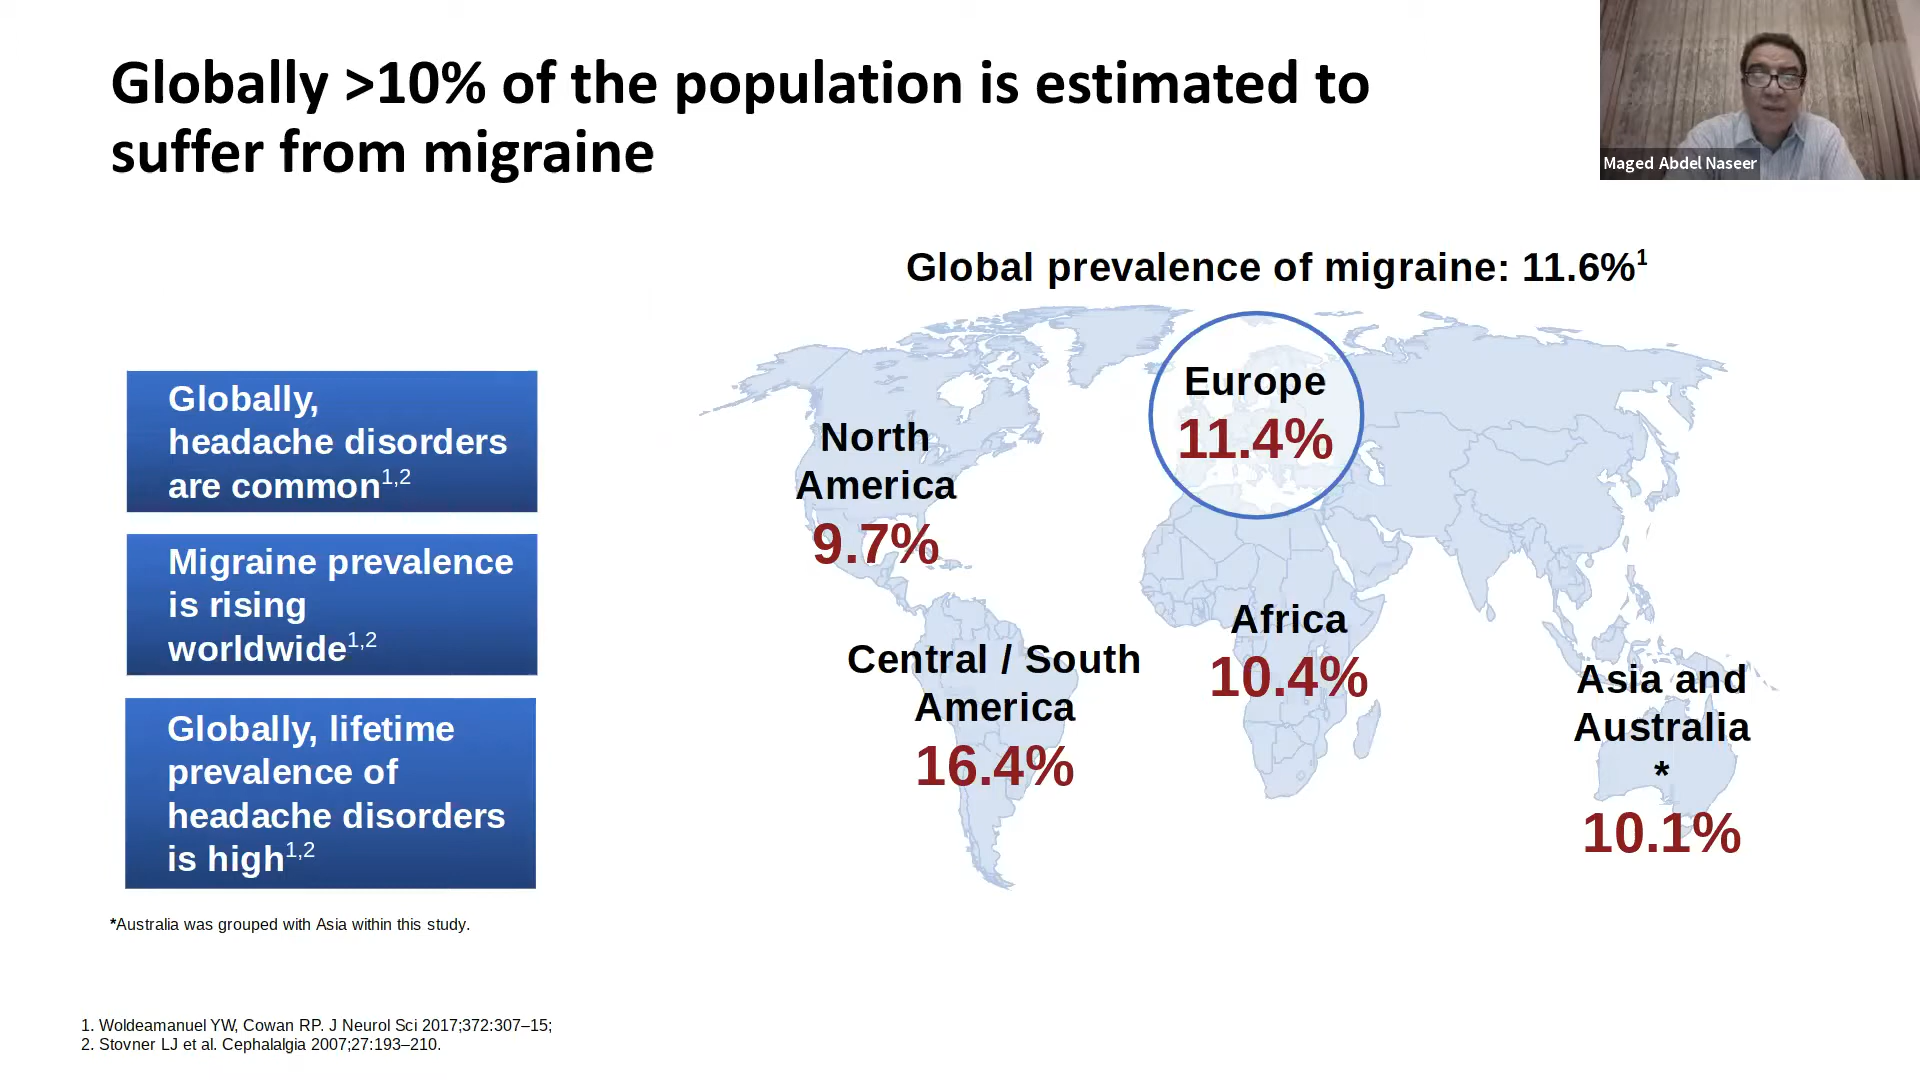 Globally >10% of the population is estimated to
suffer from migraine
Maged Abdel Naseer
Global prevalence of migraine: 11.6%¹
Globally,
headache disorders
are common¹,²
Migraine prevalence
is rising
worldwide¹,²
Globally, lifetime
prevalence of
headache disorders
is high¹,²
Europe
11.4%
North
America
9.7%
Africa
10.4%
Central / South
America
16.4%
Asia and
Australia
*
10.1%
*Australia was grouped with Asia within this study.
1. Woldeamanuel YW, Cowan RP. J Neurol Sci 2017;372:307–15;
2. Stovner LJ et al. Cephalalgia 2007;27:193–210.